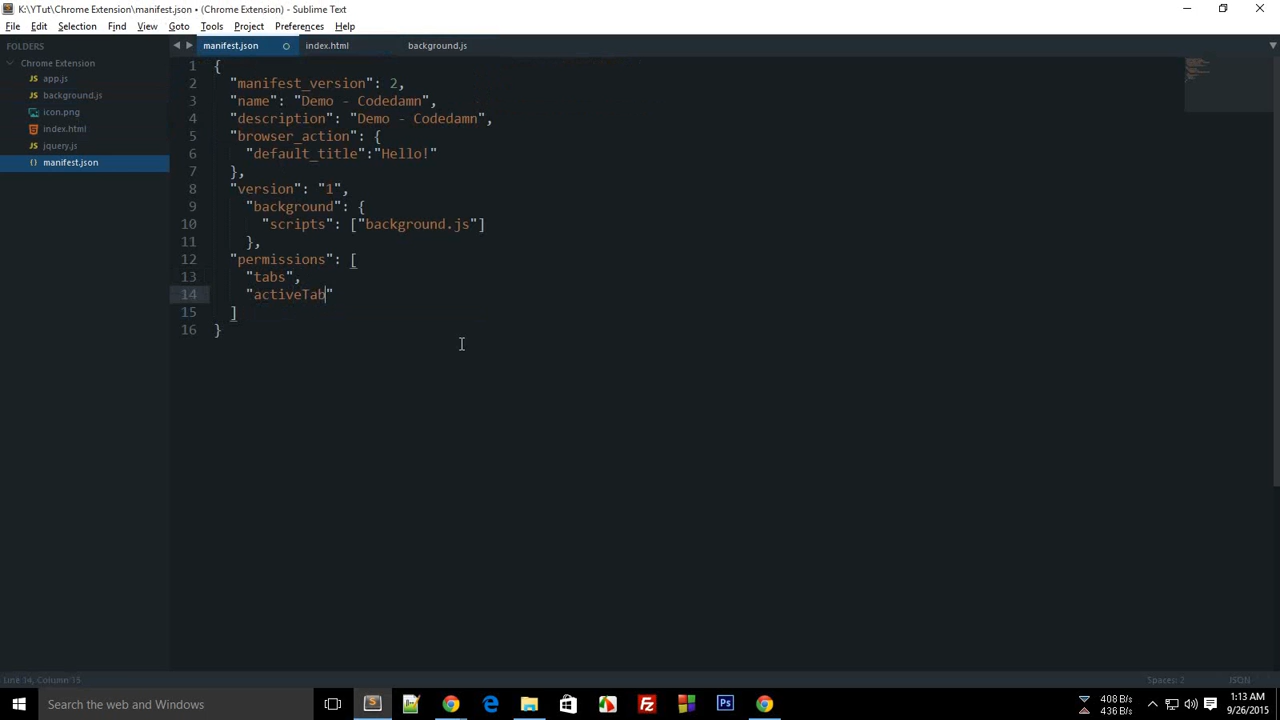 K:\YTut\Chrome Extension\manifest.json • (Chrome Extension) - Sublime Text
File Edit Selection Find View Goto Tools Project Preferences Help
FOLDERS
Chrome Extension
app.js
background.js
icon.png
index.html
jquery.js
manifest.json
manifest.json index.html background.js
1 {
2 "manifest_version": 2,
3 "name": "Demo - Codedamn",
4 "description": "Demo - Codedamn",
5 "browser_action": {
6 "default_title":"Hello!"
7 },
8 "version": "1",
9 "background": {
10 "scripts": ["background.js"]
11 },
12 "permissions": [
13 "tabs",
14 "activeTab"
15 ]
16 }
Line 14, Column 15
Spaces: 2 JSON
Search the web and Windows
408 B/s
436 B/s
1:13 AM
9/26/2015